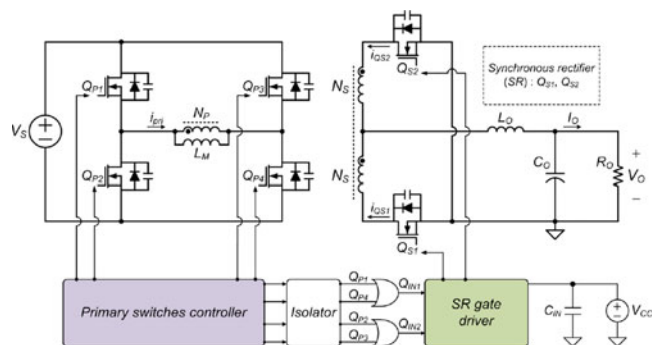 i_QS2
Q_S2
Synchronous rectifier
(SR) : Q_S1, Q_S2
Q_P1
Q_P3
N_P
N_S
i_pri
L_O
I_O
V_S
L_M
C_O
R_O
+
V_O
−
Q_P2
Q_P4
N_S
i_QS1
Q_S1
Q_P1
Q_P4
Q_IN1
Primary switches controller
Isolator
SR gate
driver
C_IN
V_CC
Q_P2
Q_P3
Q_IN2